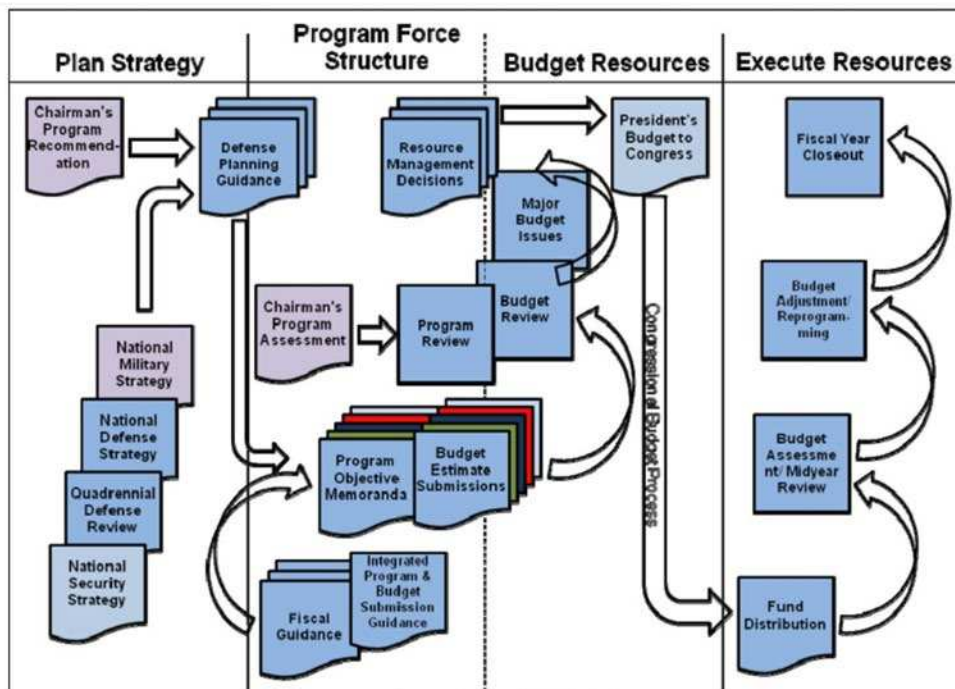 Plan Strategy
Program Force
Structure
Budget Resources
Execute Resources
Chairman's
Program
Recommend-
ation
Defense
Planning
Guidance
National
Military
Strategy
National
Defense
Strategy
Quadrennial
Defense
Review
National
Security
Strategy
Resource
Management
Decisions
Major
Budget
Issues
Chairman's
Program
Assessment
Program
Review
Budget
Review
Program
Objective
Memoranda
Budget
Estimate
Submissions
Fiscal
Guidance
Integrated
Program &
Budget
Submission
Guidance
President's
Budget to
Congress
Congressional Budget Process
Fiscal Year
Closeout
Budget
Adjustment/
Reprogram-
ming
Budget
Assessme
nt/ Midyear
Review
Fund
Distribution